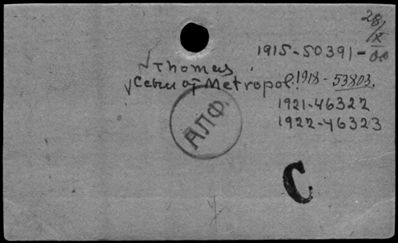 28/
IX
00
1915-50391-
√Thomas
√Cebu of Metropol. 1918-53803.
1921-46322
1922-46323
АЛФ.
C